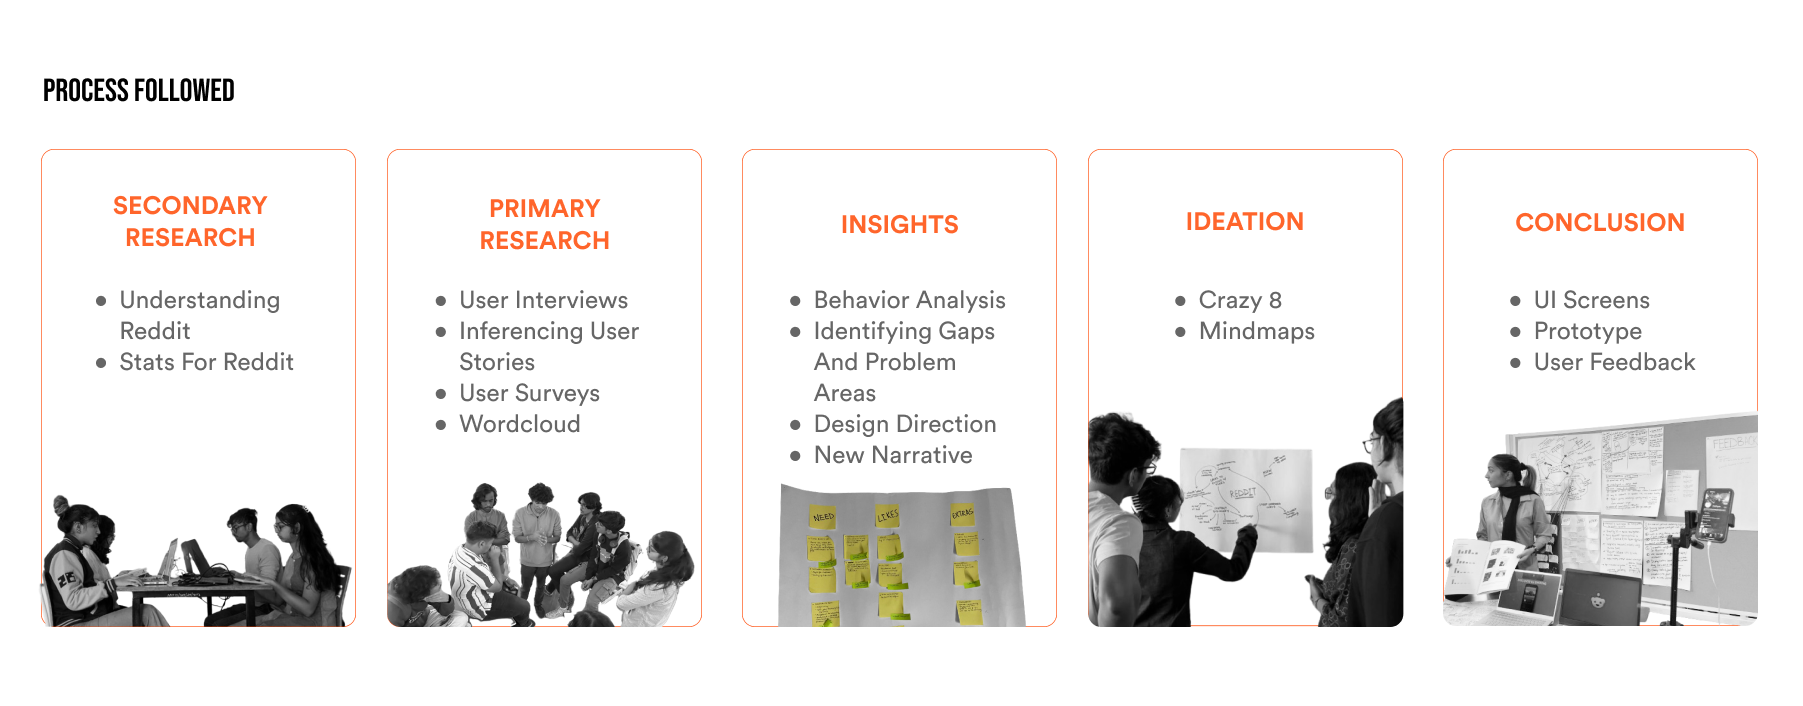 PROCESS FOLLOWED
SECONDARY
RESEARCH
● Understanding
Reddit
● Stats For Reddit
PRIMARY
RESEARCH
● User Interviews
● Inferencing User
Stories
● User Surveys
● Wordcloud
INSIGHTS
● Behavior Analysis
● Identifying Gaps
And Problem
Areas
● Design Direction
● New Narrative
NEED
LIKES
EXTRAS
IDEATION
● Crazy 8
● Mindmaps
REDDIT
CONCLUSION
● UI Screens
● Prototype
● User Feedback